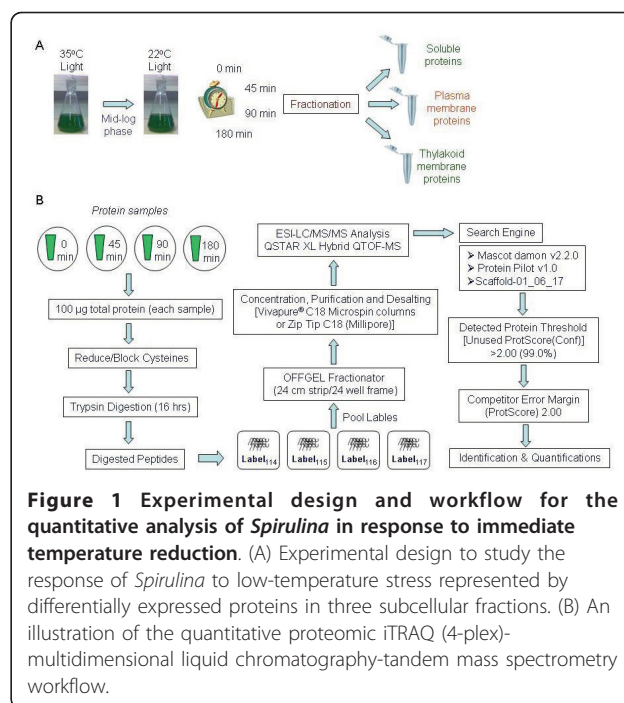 A
35ºC
Light
22ºC
Light
Mid-log
phase
0 min
45 min
90 min
180 min
Fractionation
Soluble
proteins
Plasma
membrane
proteins
Thylakoid
membrane
proteins
B
Protein samples
0
min
45
min
90
min
180
min
100 µg total protein (each sample)
Reduce/Block Cysteines
Trypsin Digestion (16 hrs)
Digested Peptides
Label114
Label115
Label116
Label117
Pool Lables
OFFGEL Fractionator
(24 cm strip/24 well frame)
Concentration, Purification and Desalting
[Vivapure® C18 Microspin columns
or Zip Tip C18 (Millipore)]
ESI-LC/MS/MS Analysis
QSTAR XL Hybrid QTOF-MS
Search Engine
➢ Mascot damon v2.2.0
➢ Protein Pilot v1.0
➢ Scaffold-01_06_17
Detected Protein Threshold
[Unused ProtScore(Conf)]
>2.00 (99.0%)
Competitor Error Margin
(ProtScore) 2.00
Identification & Quantifications
Figure 1 Experimental design and workflow for the
quantitative analysis of Spirulina in response to immediate
temperature reduction. (A) Experimental design to study the
response of Spirulina to low-temperature stress represented by
differentially expressed proteins in three subcellular fractions. (B) An
illustration of the quantitative proteomic iTRAQ (4-plex)-
multidimensional liquid chromatography-tandem mass spectrometry
workflow.